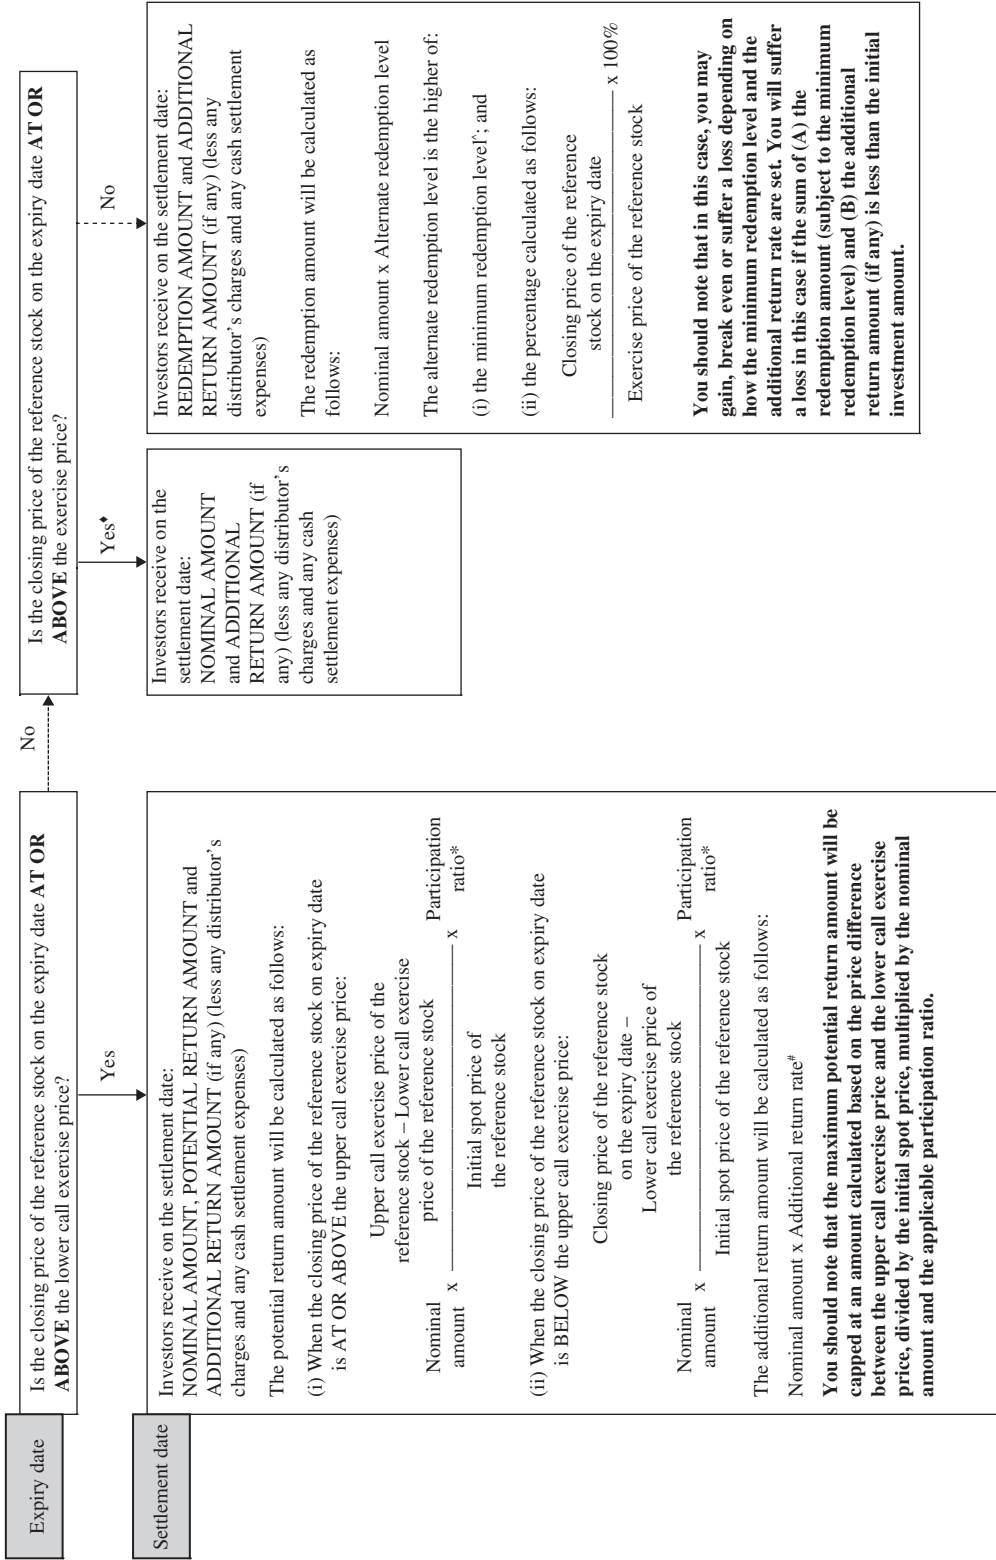 Expiry date
Is the closing price of the reference stock on the expiry date AT OR
ABOVE the lower call exercise price?
No
Is the closing price of the reference stock on the expiry date AT OR
ABOVE the exercise price?
Yes
Yes♦
No
Settlement date
Investors receive on the settlement date:
NOMINAL AMOUNT, POTENTIAL RETURN AMOUNT and
ADDITIONAL RETURN AMOUNT (if any) (less any distributor's
charges and any cash settlement expenses)
The potential return amount will be calculated as follows:
(i) When the closing price of the reference stock on expiry date
is AT OR ABOVE the upper call exercise price:
Upper call exercise price of the
reference stock – Lower call exercise
price of the reference stock
Nominal
amount
x
x
Participation
ratio*
Initial spot price of
the reference stock
(ii) When the closing price of the reference stock on expiry date
is BELOW the upper call exercise price:
Closing price of the reference stock
on the expiry date –
Lower call exercise price of
the reference stock
Nominal
amount
x
x
Participation
ratio*
Initial spot price of the reference stock
The additional return amount will be calculated as follows:
Nominal amount x Additional return rate#
You should note that the maximum potential return amount will be
capped at an amount calculated based on the price difference
between the upper call exercise price and the lower call exercise
price, divided by the initial spot price, multiplied by the nominal
amount and the applicable participation ratio.
Investors receive on the
settlement date:
NOMINAL AMOUNT
and ADDITIONAL
RETURN AMOUNT (if
any) (less any distributor's
charges and any cash
settlement expenses)
Investors receive on the settlement date:
REDEMPTION AMOUNT and ADDITIONAL
RETURN AMOUNT (if any) (less any
distributor's charges and any cash settlement
expenses)
The redemption amount will be calculated as
follows:
Nominal amount x Alternate redemption level
The alternate redemption level is the higher of:
(i) the minimum redemption level^; and
(ii) the percentage calculated as follows:
Closing price of the reference
stock on the expiry date
x 100%
Exercise price of the reference stock
You should note that in this case, you may
gain, break even or suffer a loss depending on
how the minimum redemption level and the
additional return rate are set. You will suffer
a loss in this case if the sum of (A) the
redemption amount (subject to the minimum
redemption level) and (B) the additional
return amount (if any) is less than the initial
investment amount.